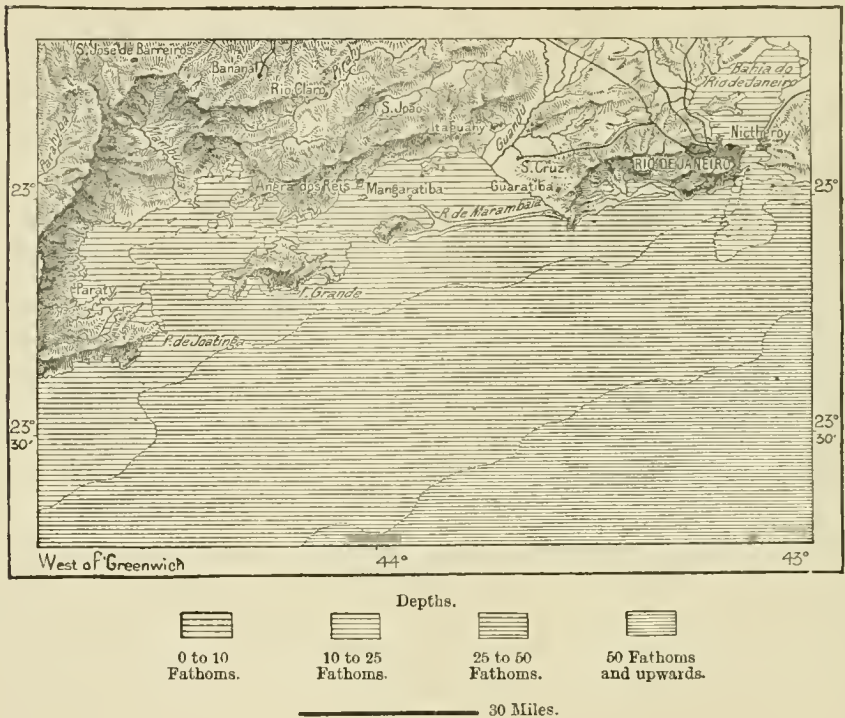 S. José de Barreiros
Bananal
Pirahy
Rio Claro
Bahia do
Rio de Janeiro
S. João
Parahyba
Itaguahy
Guandu
Nictheroy
S. Cruz
RIO DE JANEIRO
23°
Angra dos Reis
Mangaratiba
Guaratiba
23°
R. de Marambaia
Paraty
I. Grande
P. de Joatinga
23°
30'
23°
30'
West of Greenwich
44°
43°
Depths.
0 to 10
Fathoms.
10 to 25
Fathoms.
25 to 50
Fathoms.
50 Fathoms
and upwards.
30 Miles.